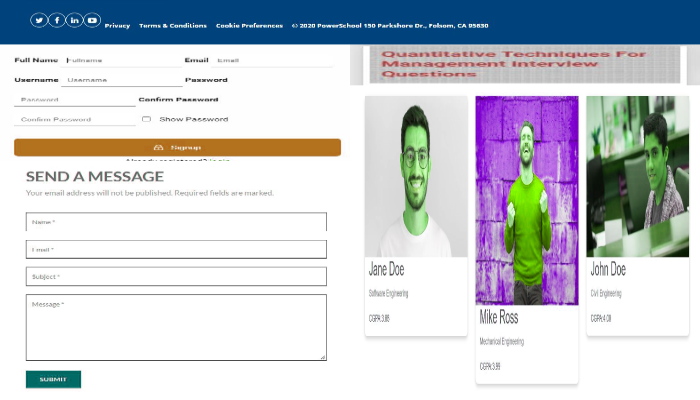 Privacy Terms & Conditions Cookie Preferences © 2020 PowerSchool 150 Parkshore Dr., Folsom, CA 95630
Full Name Fullname Email Email
Username Username Password
Password Confirm Password
Confirm Password Show Password
Signup
Already registered? Login
SEND A MESSAGE
Your email address will not be published. Required fields are marked.
Name *
Email *
Subject *
Message *
SUBMIT
Quantitative Techniques For
Management Interview
Questions
Jane Doe
Software Engineering
CGPA:3.86
Mike Ross
Mechanical Engineering
CGPA:3.99
John Doe
Civil Engineering
CGPA:4.00